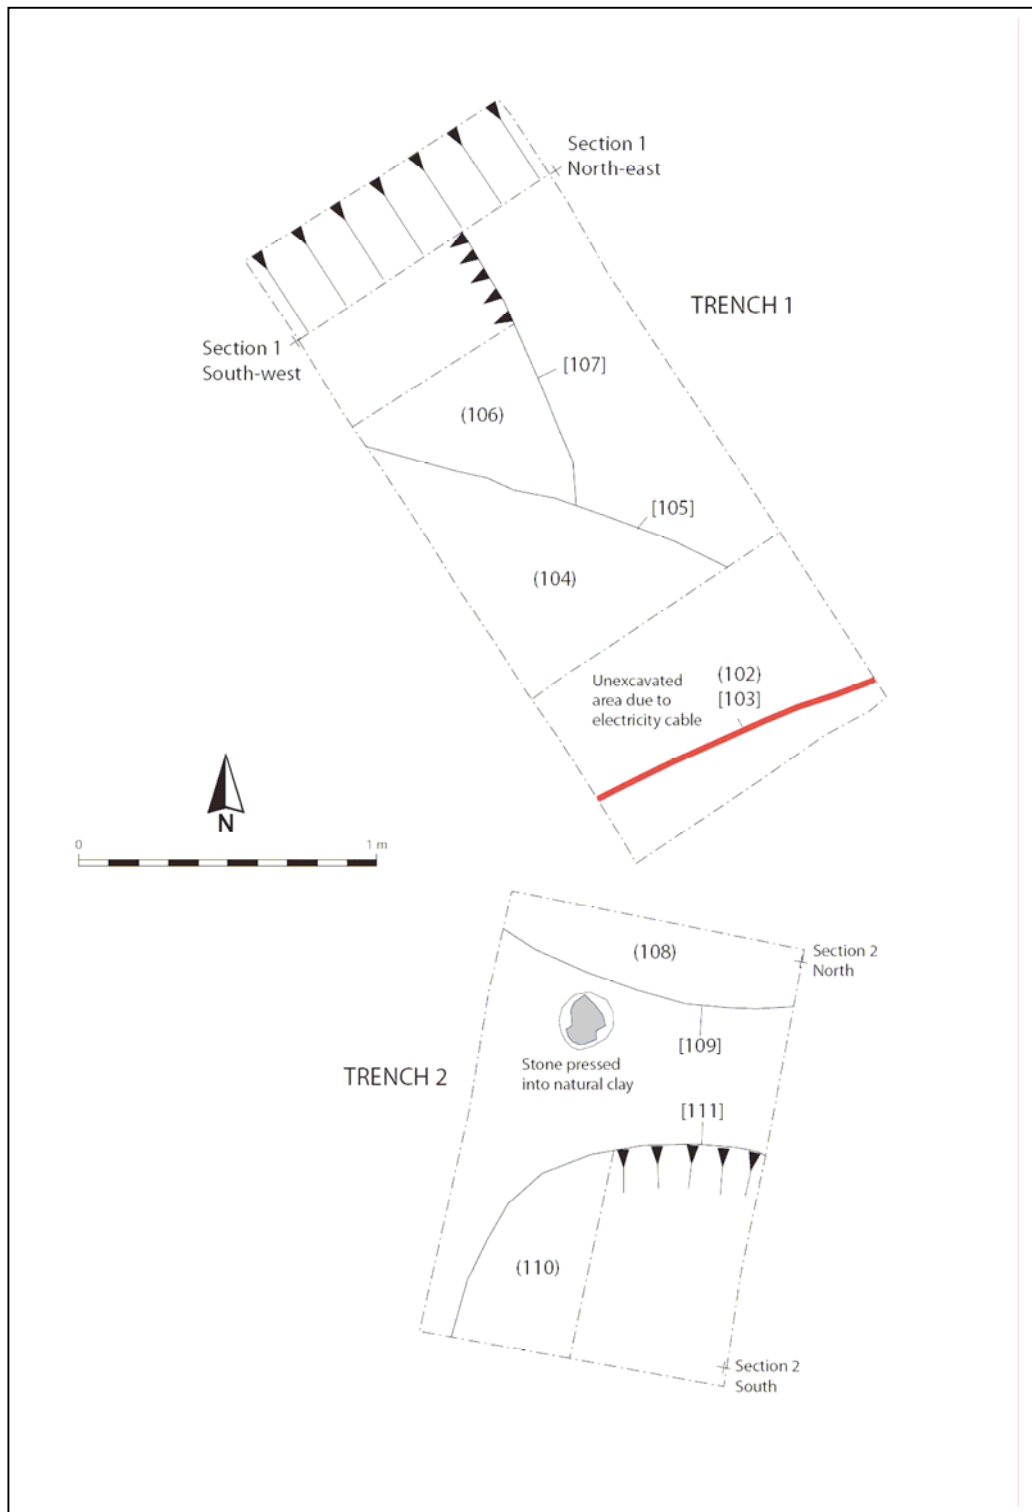 Section 1
North-east
TRENCH 1
Section 1
South-west
[107]
(106)
[105]
(104)
Unexcavated
area due to
electricity cable
(102)
[103]
N
0
1 m
(108)
Section 2
North
[109]
Stone pressed
into natural clay
TRENCH 2
[111]
(110)
Section 2
South